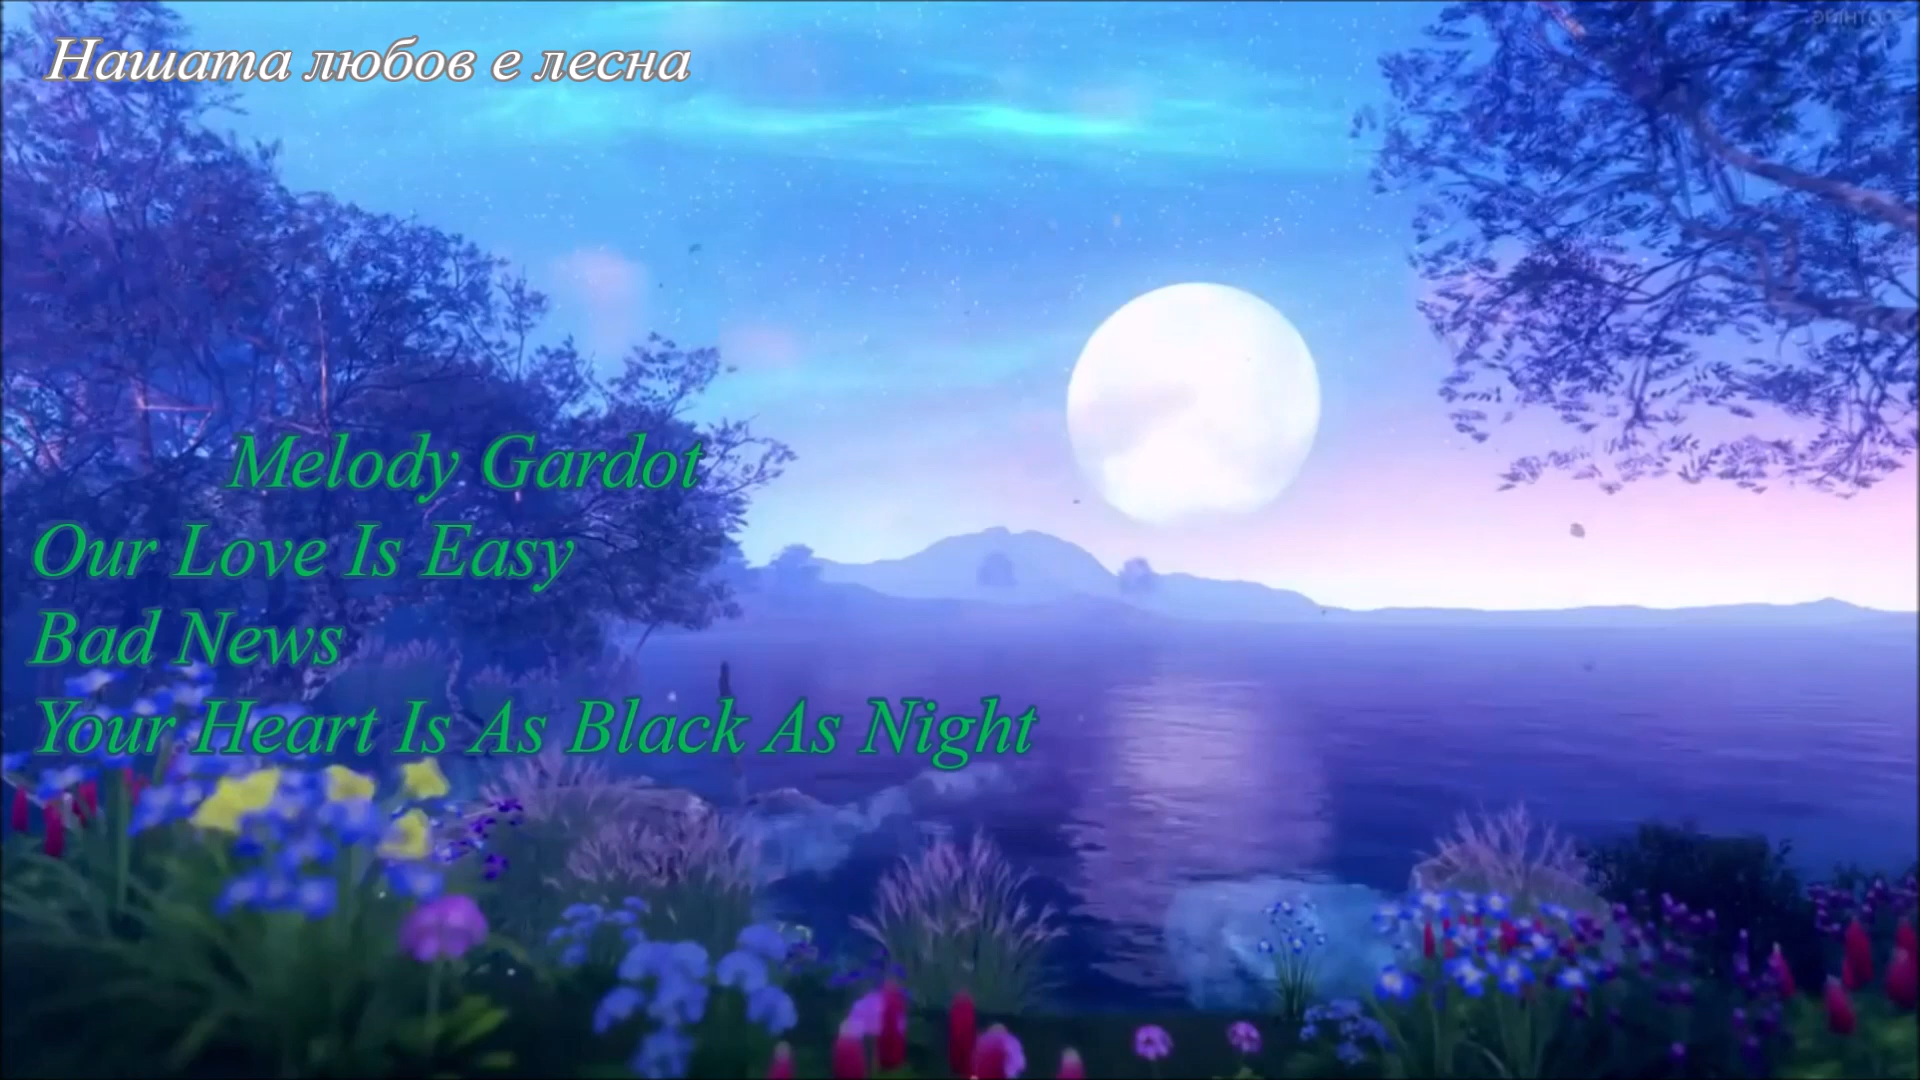 Нашата любов е лесна
Melody Gardot
Our Love Is Easy
Bad News
Your Heart Is As Black As Night